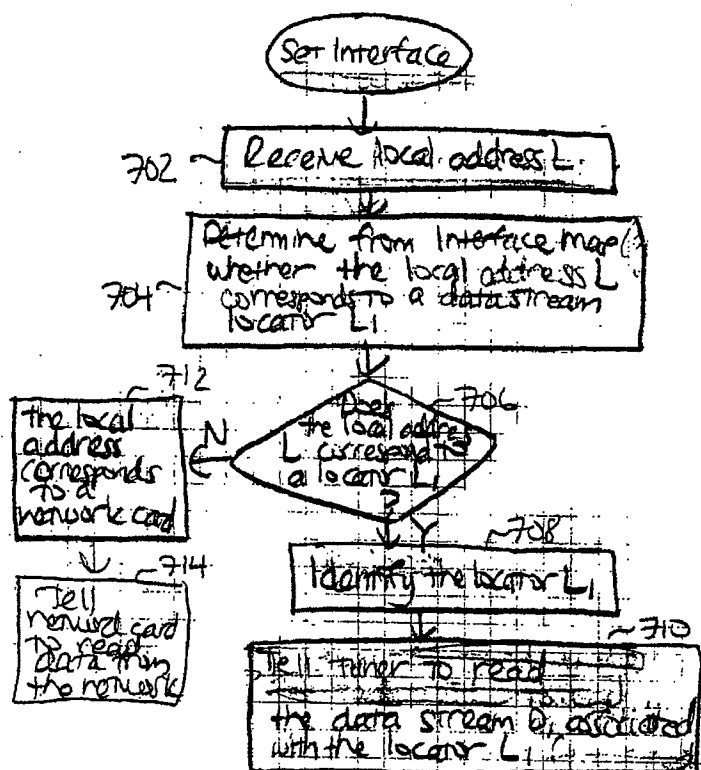 Set Interface
702
Receive local address L.
704
Determine from Interface map
whether the local address L
corresponds to a data stream
locator L1
706
Does
the local address
L correspond to
a locator L1
?
N
Y
712
the local
address
corresponds
to a
network card
714
Tell
network card
to read
data from
the network
708
Identify the locator L1
710
Tell tuner to read
the data stream D1 associated
with the locator L1